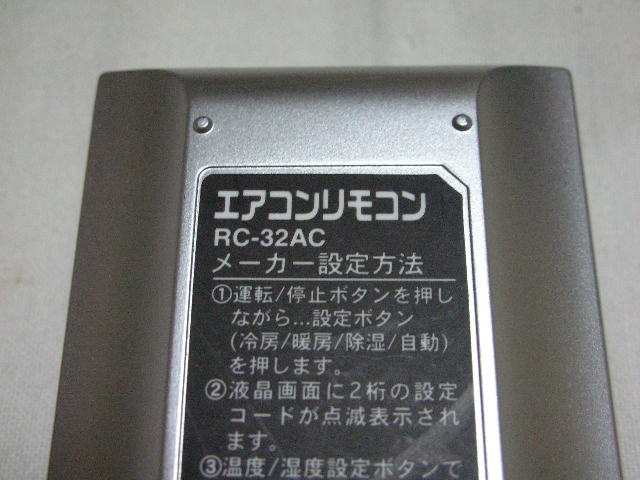 エアコンリモコン
RC-32AC
メーカー設定方法
①運転/停止ボタンを押し
ながら...設定ボタン
(冷房/暖房/除湿/自動)
を押します。
②液晶画面に2桁の設定
コードが点滅表示され
ます。
③温度/湿度設定ボタンで